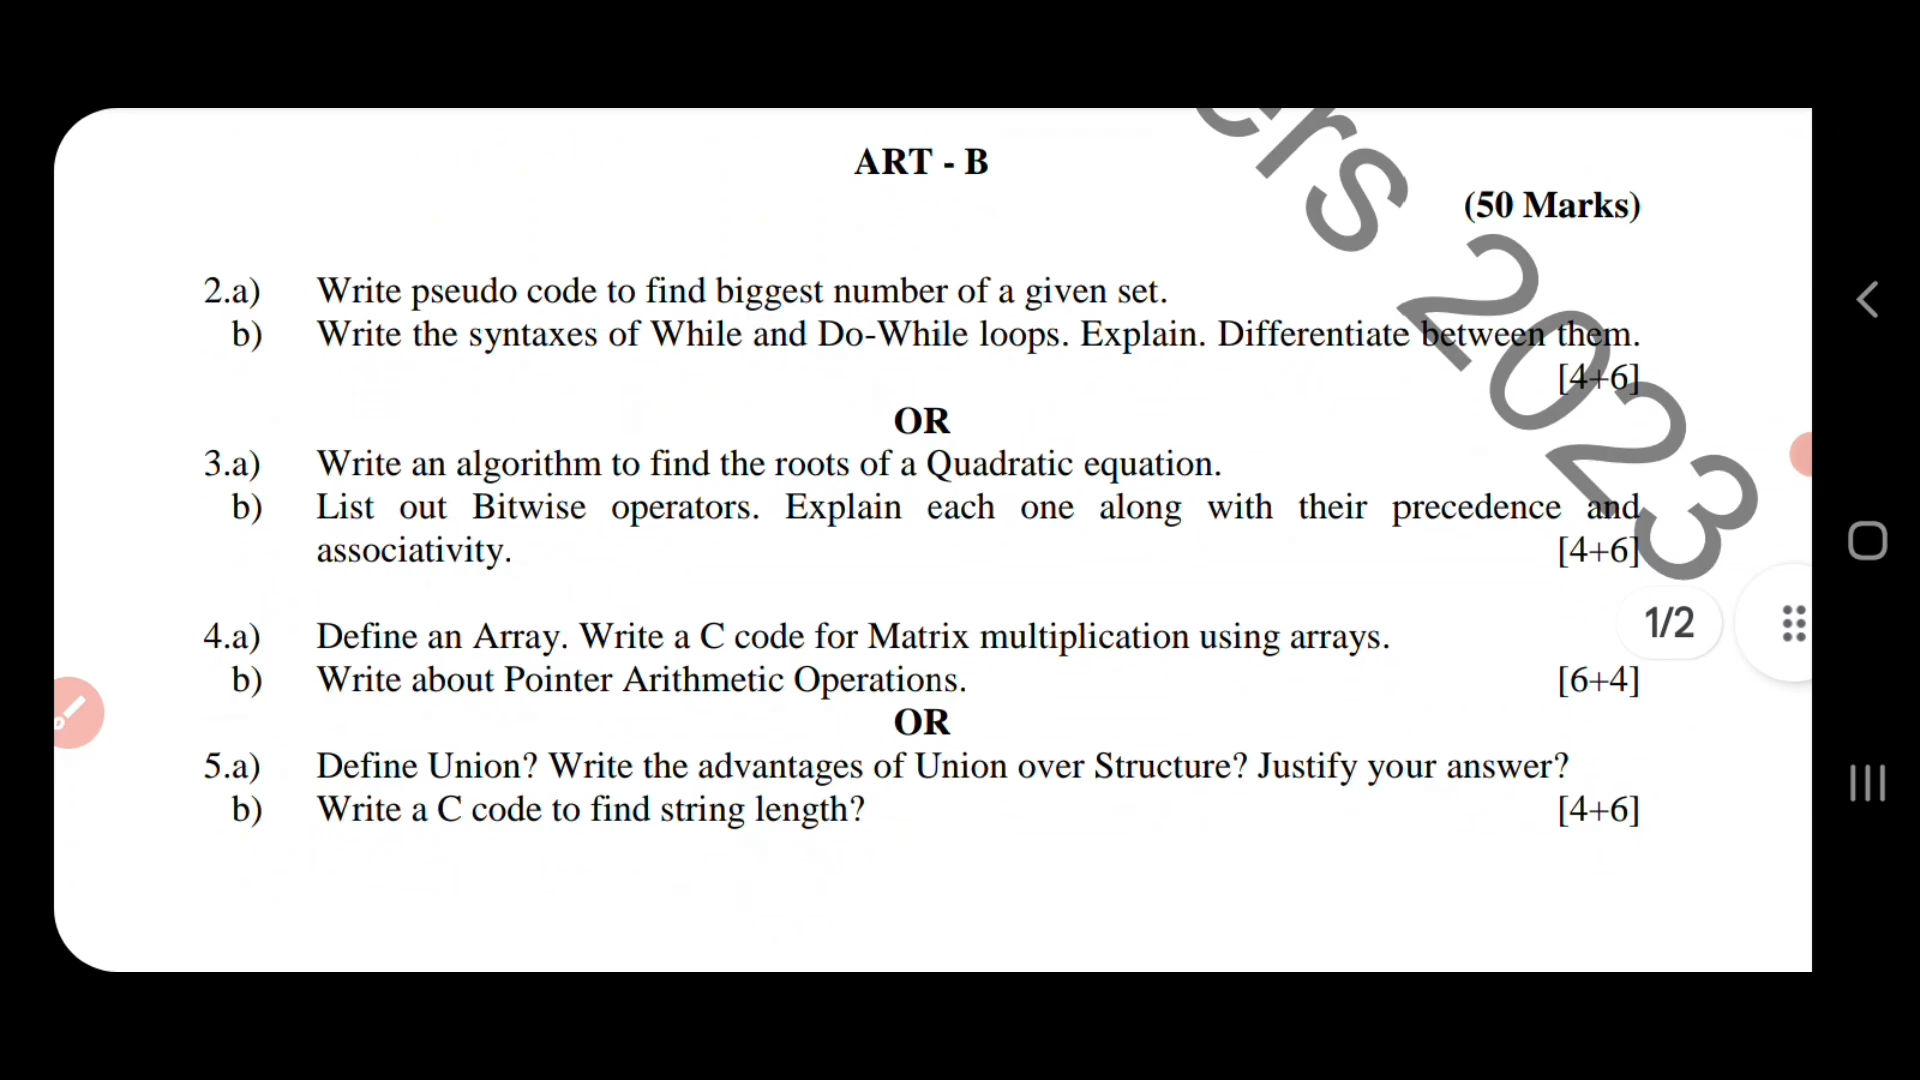 ers 2023
ART - B
(50 Marks)
2.a) Write pseudo code to find biggest number of a given set.
b) Write the syntaxes of While and Do-While loops. Explain. Differentiate between them.
[4+6]
OR
3.a) Write an algorithm to find the roots of a Quadratic equation.
b) List out Bitwise operators. Explain each one along with their precedence and
associativity. [4+6]
1/2
4.a) Define an Array. Write a C code for Matrix multiplication using arrays.
b) Write about Pointer Arithmetic Operations. [6+4]
OR
5.a) Define Union? Write the advantages of Union over Structure? Justify your answer?
b) Write a C code to find string length? [4+6]